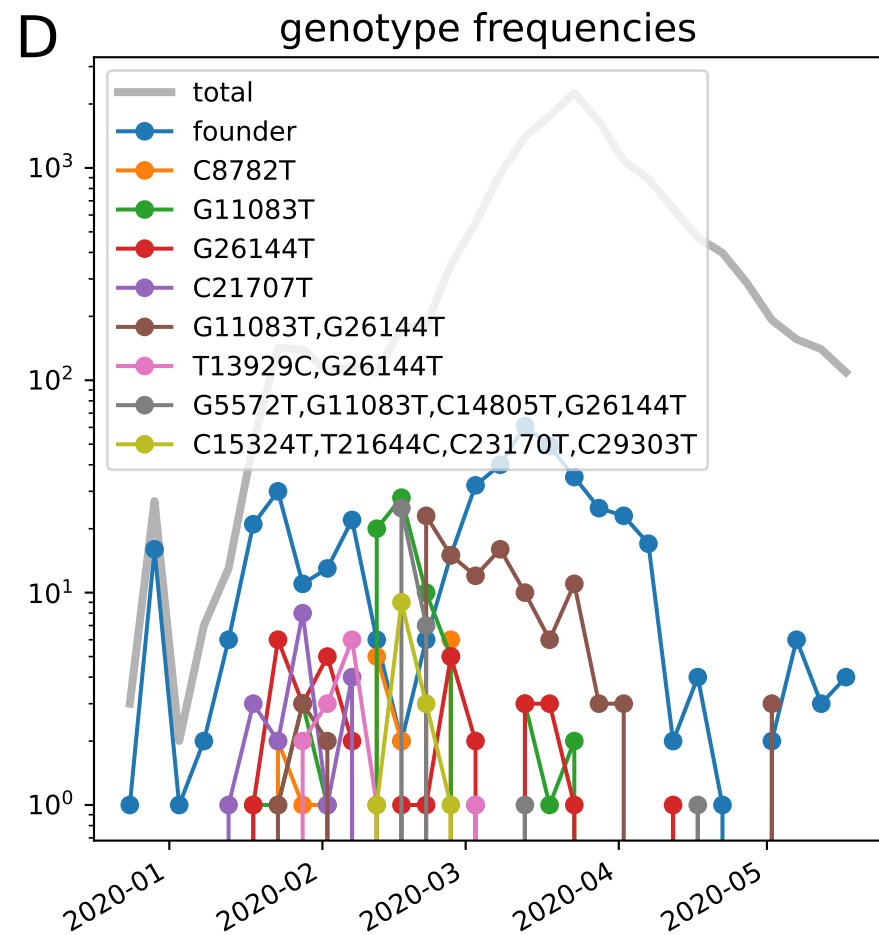 D
genotype frequencies
total
founder
C8782T
G11083T
G26144T
C21707T
G11083T,G26144T
T13929C,G26144T
G5572T,G11083T,C14805T,G26144T
C15324T,T21644C,C23170T,C29303T
10³
10²
10¹
10⁰
2020-01
2020-02
2020-03
2020-04
2020-05